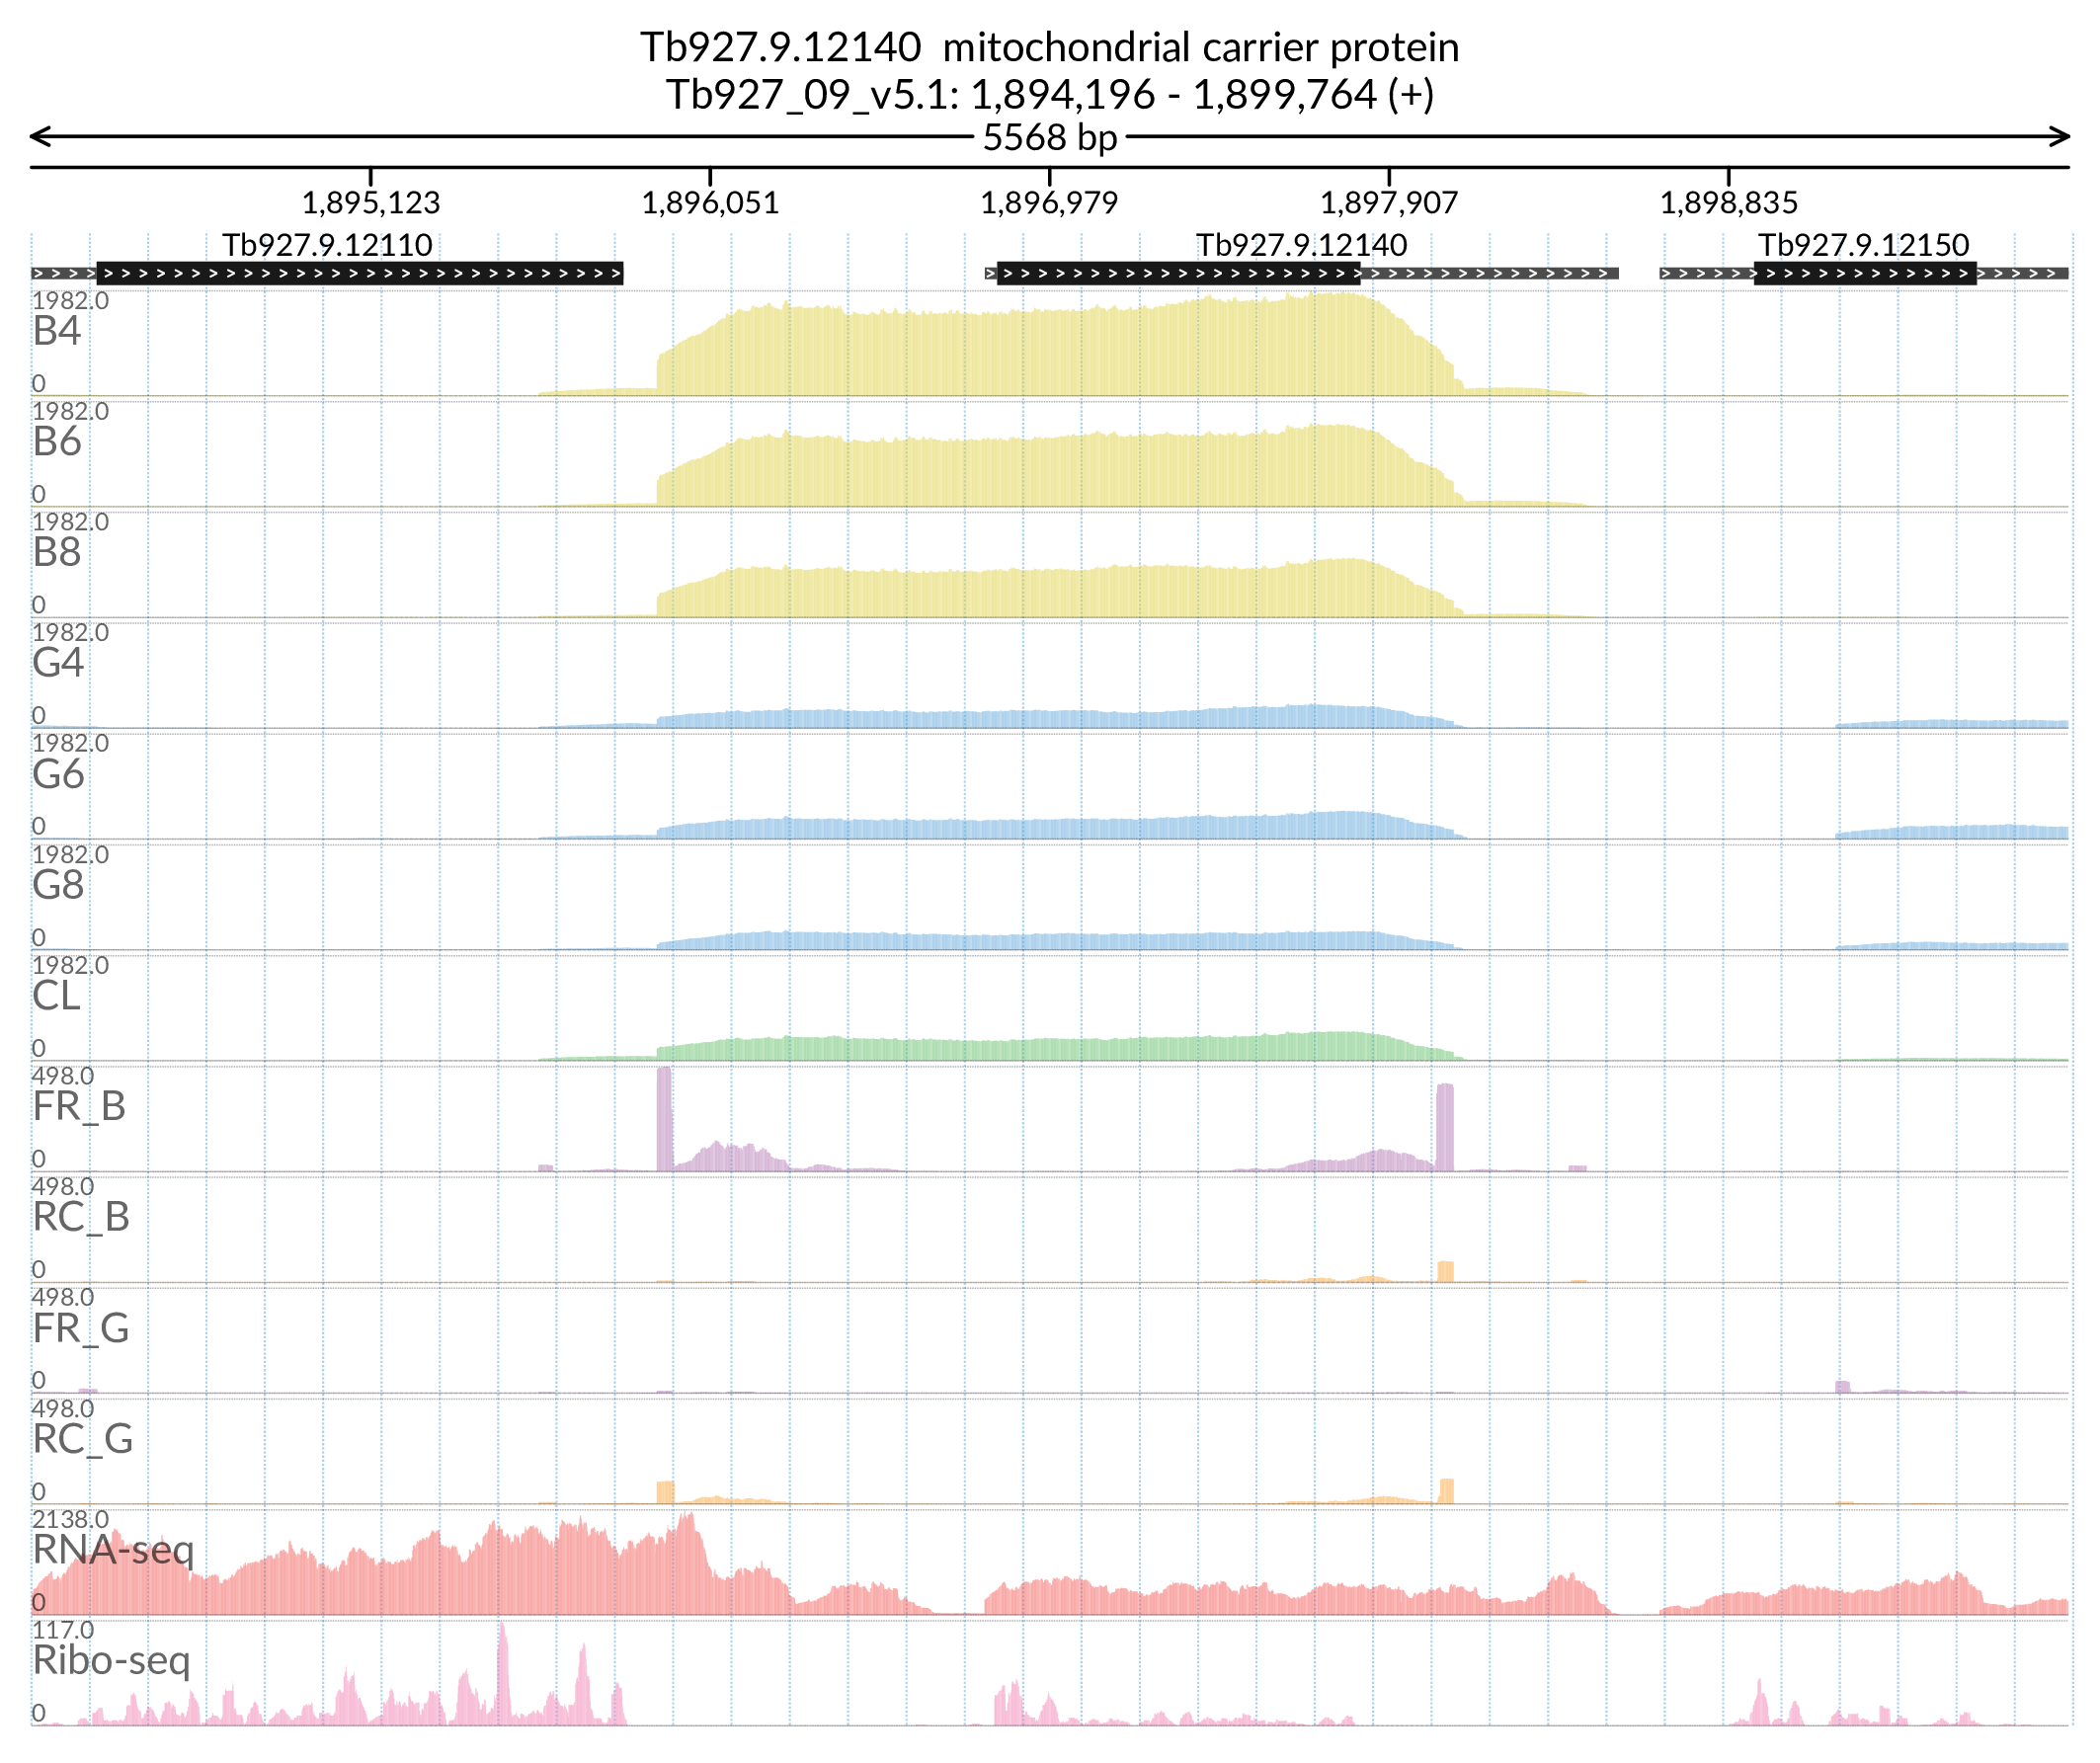 Tb927.9.12140 mitochondrial carrier protein
Tb927_09_v5.1: 1,894,196 - 1,899,764 (+)
5568 bp
1,895,123 1,896,051 1,896,979 1,897,907 1,898,835
Tb927.9.12110 Tb927.9.12140 Tb927.9.12150
1982.0
B4
0
1982.0
B6
0
1982.0
B8
0
1982.0
G4
0
1982.0
G6
0
1982.0
G8
0
1982.0
CL
0
498.0
FR_B
0
498.0
RC_B
0
498.0
FR_G
0
498.0
RC_G
0
2138.0
RNA-seq
0
117.0
Ribo-seq
0